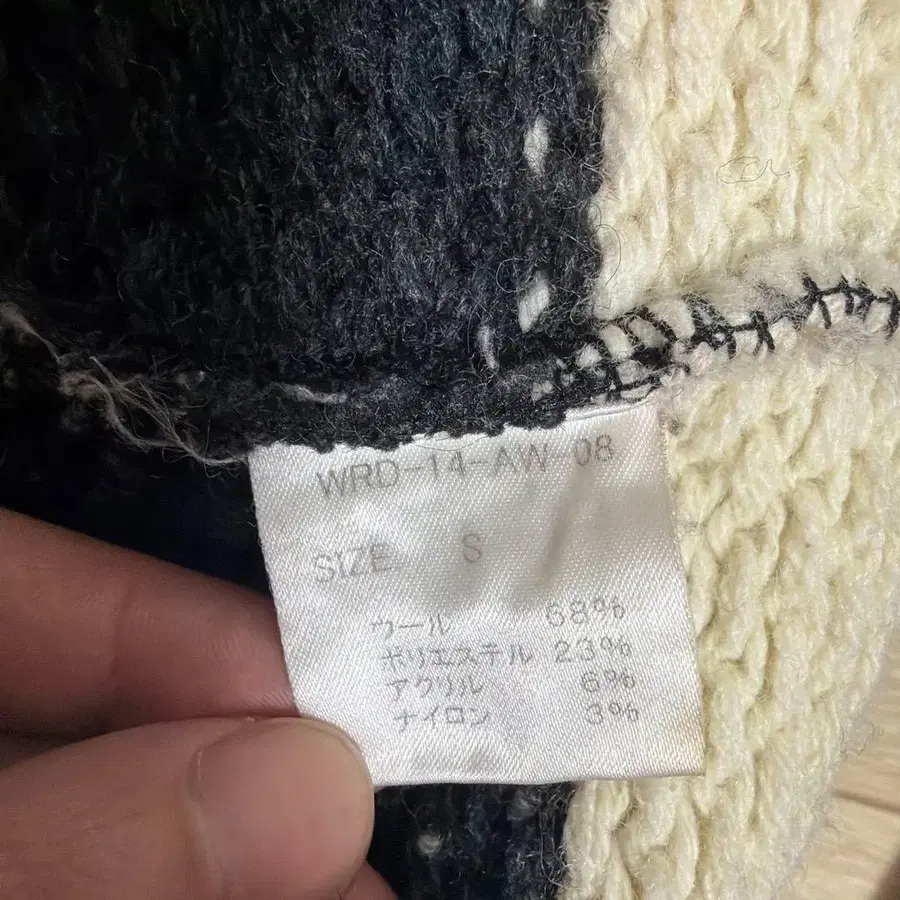 WRD-14-AW-08
SIZE S
ウール 68%
ポリエステル 23%
アクリル 6%
ナイロン 3%